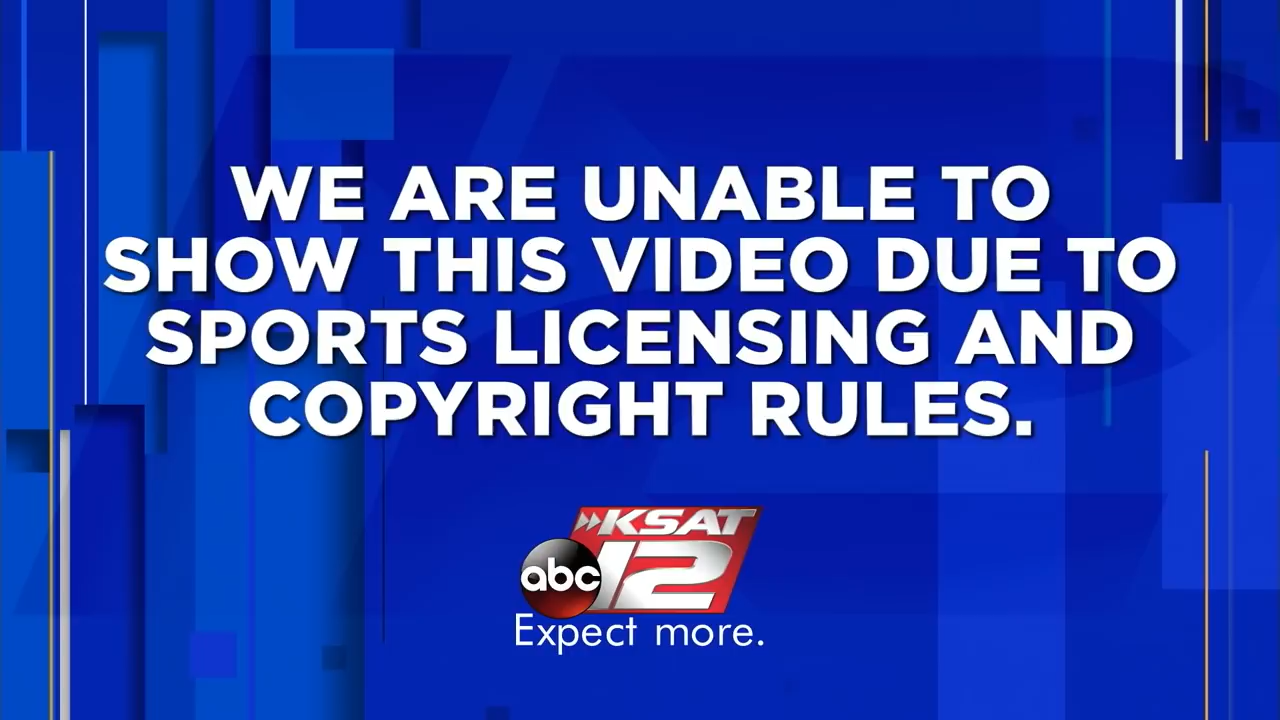 WE ARE UNABLE TO
SHOW THIS VIDEO DUE TO
SPORTS LICENSING AND
COPYRIGHT RULES.
KSAT
abc 12
Expect more.